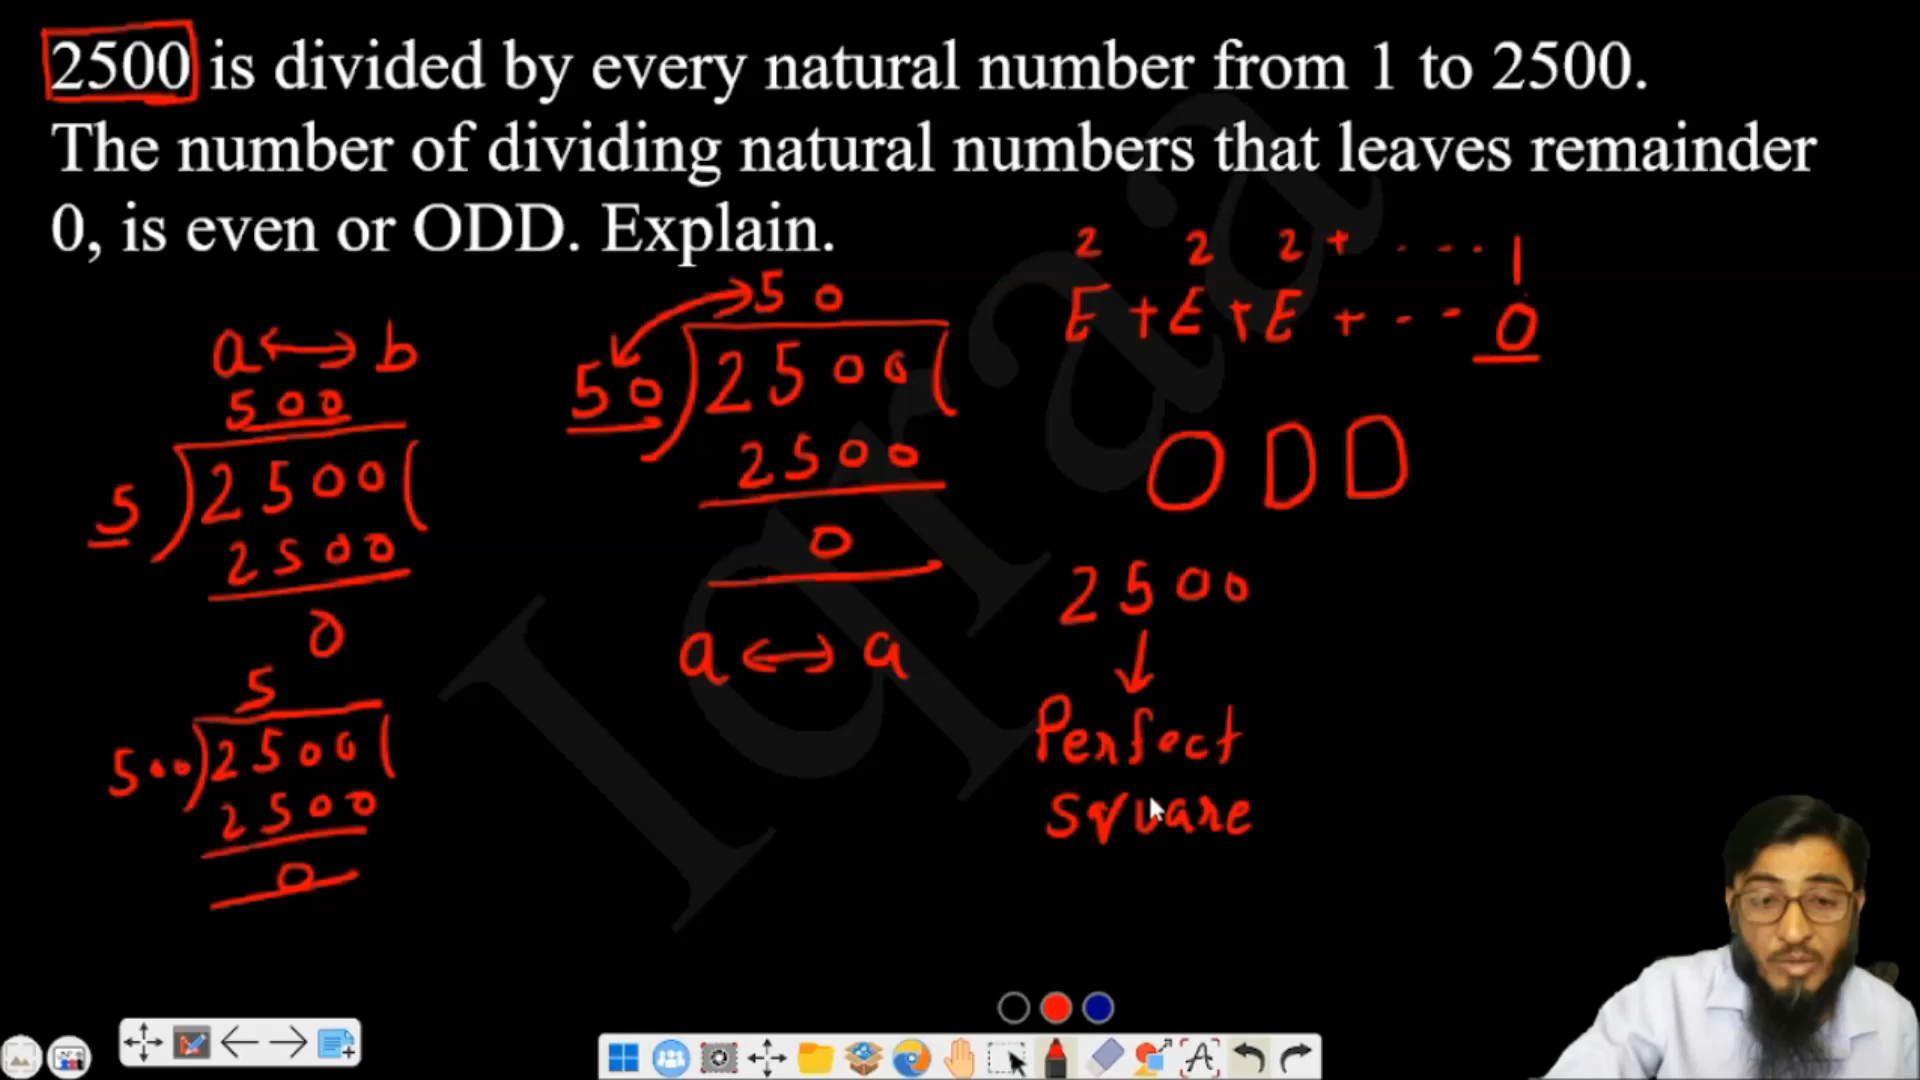 2500 is divided by every natural number from 1 to 2500.
The number of dividing natural numbers that leaves remainder
0, is even or ODD. Explain.
2 2 2 + - - - 1
E + E + E + - - - O
a ↔ b
500
5)2500(
2500
0
5
500)2500(
2500
0
50
50)2500(
2500
0
a ↔ a
ODD
2500
↓
Perfect
square
Iqraa